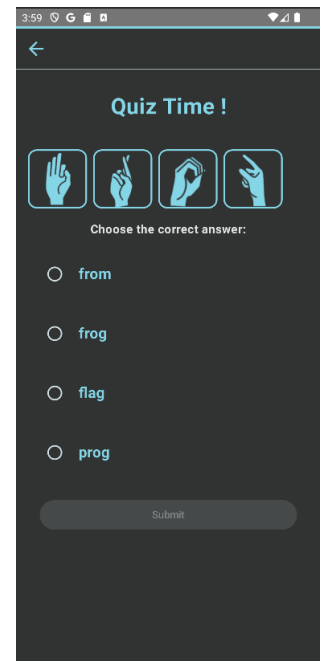 3:59
Quiz Time !
Choose the correct answer:
from
frog
flag
prog
Submit